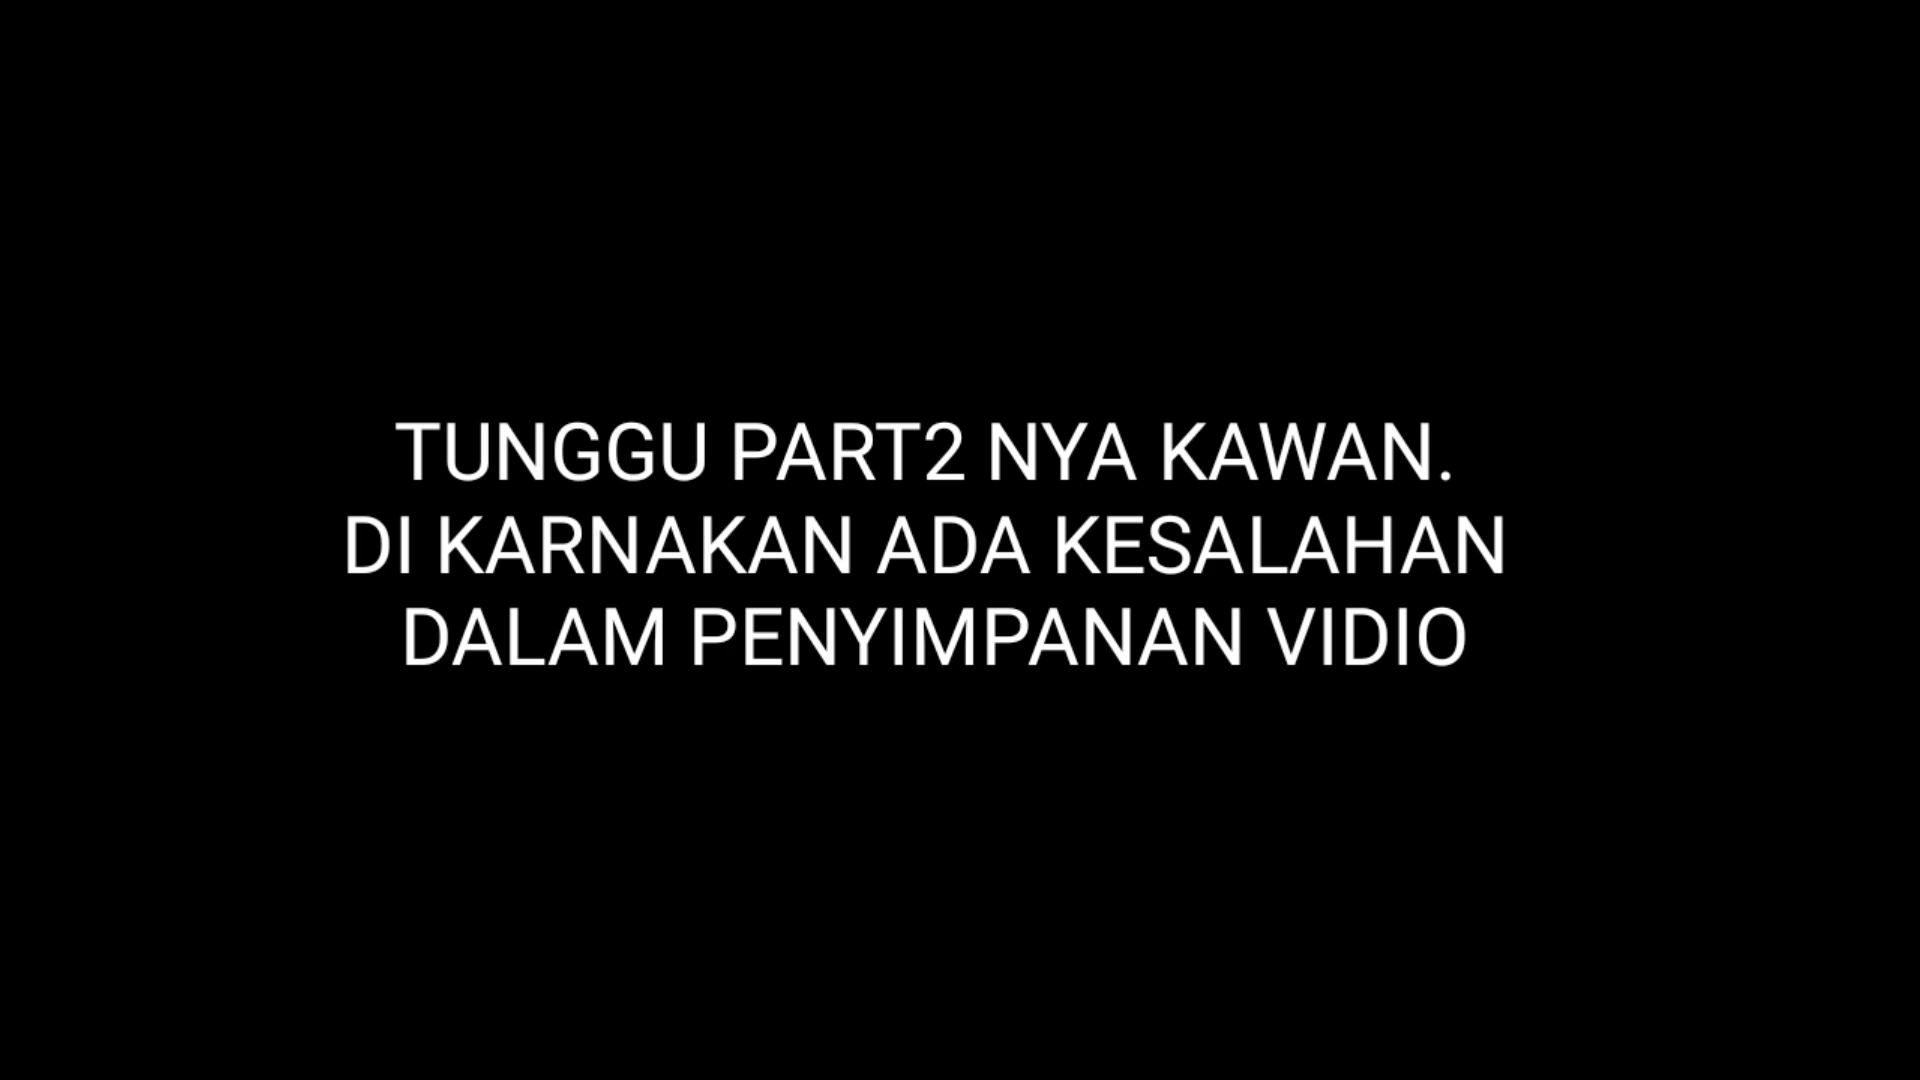 TUNGGU PART2 NYA KAWAN.
DI KARNAKAN ADA KESALAHAN
DALAM PENYIMPANAN VIDIO